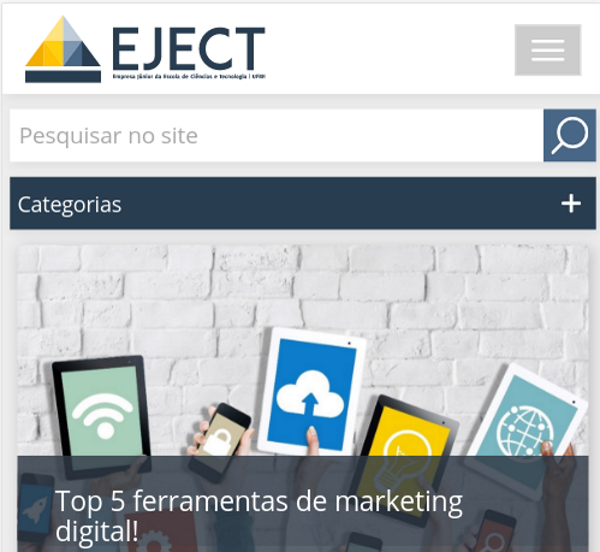 EJECT
Empresa Júnior da Escola de Ciências e Tecnologia | UFRN
Pesquisar no site
Categorias
Top 5 ferramentas de marketing
digital!